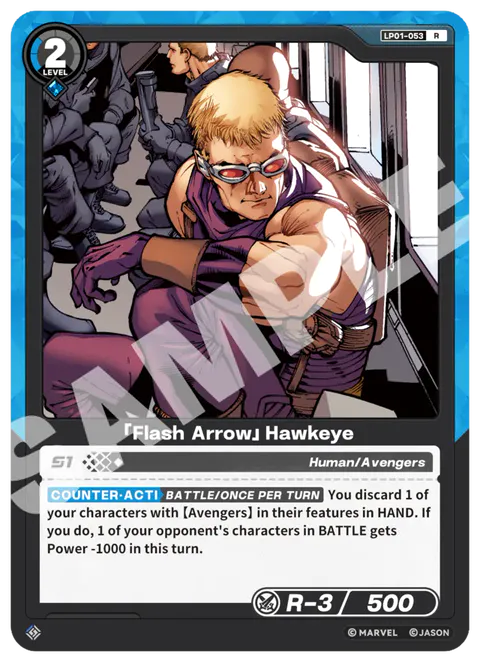 2
LEVEL
LP01-053 R
SAMPLE
「Flash Arrow」 Hawkeye
S1
Human/Avengers
COUNTER·ACTI BATTLE/ONCE PER TURN You discard 1 of
your characters with 【Avengers】 in their features in HAND. If
you do, 1 of your opponent's characters in BATTLE gets
Power -1000 in this turn.
R-3 / 500
©MARVEL ©JASON